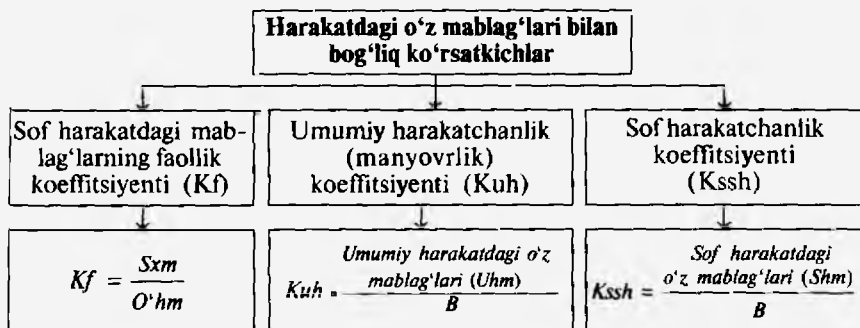 Harakatdagi o‘z mablag‘lari bilan
bog‘liq ko‘rsatkichlar
Sof harakatdagi mab-
lag‘larning faollik
koeffitsiyenti (Kf)
Umumiy harakatchanlik
(manyovrlik)
koeffitsiyenti (Kuh)
Sof harakatchanlik
koeffitsiyenti
(Kssh)
Kf = Sxm
O‘hm
Umumiy harakatdagi o‘z
mablag‘lari (Uhm)
Kuh =
B
Sof harakatdagi
o‘z mablag‘lari (Shm)
Kssh =
B